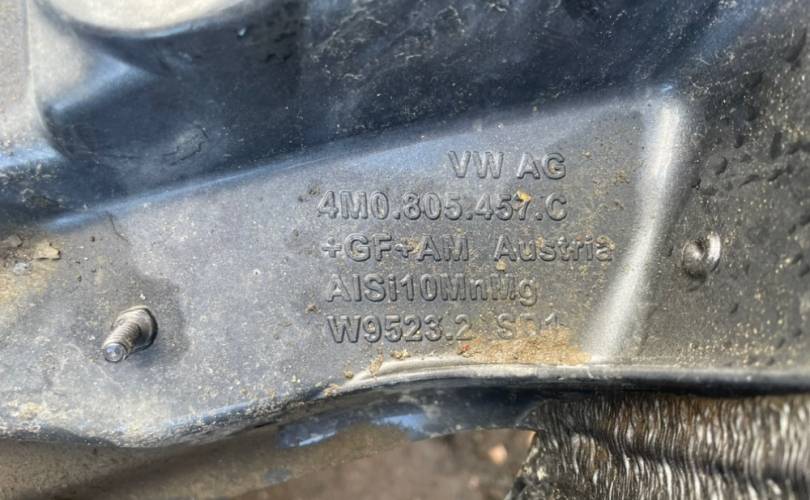 VW AG
4M0.805.457.C
+GF+AM Austria
AlSi10MnMg
W9523.2 SD1